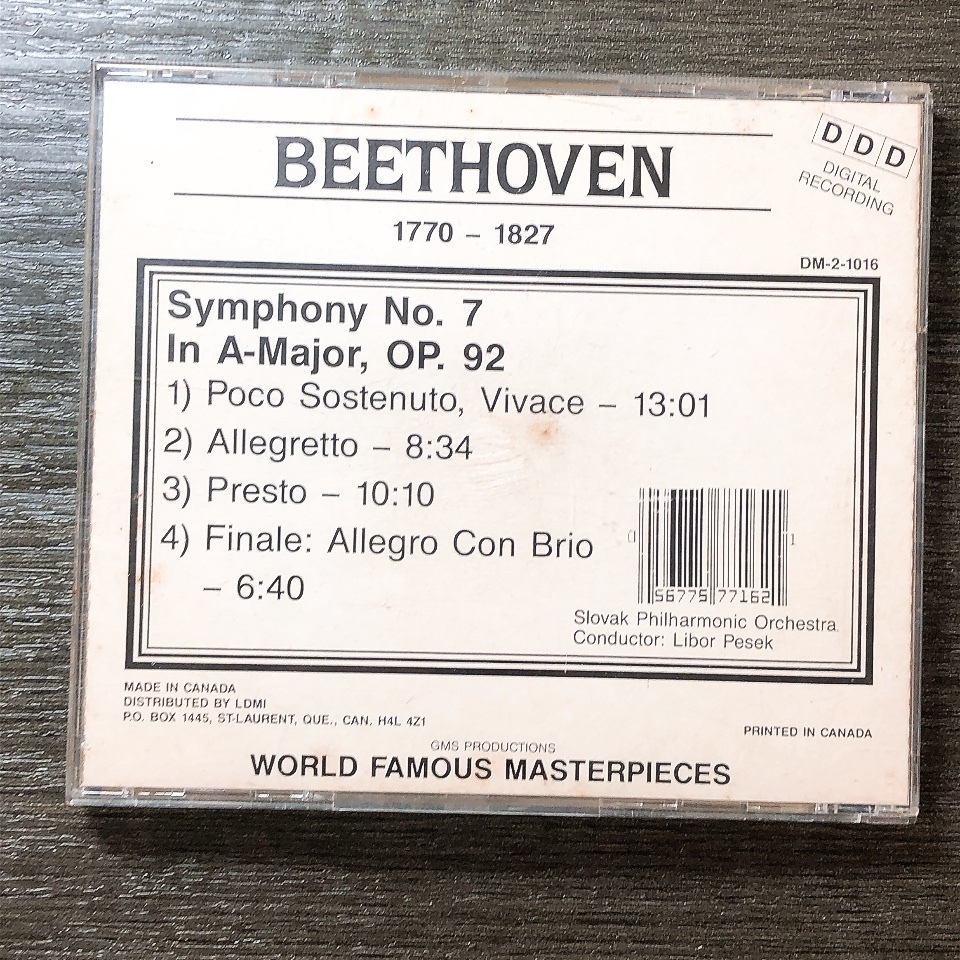 BEETHOVEN
1770 – 1827
DDD
DIGITAL
RECORDING
DM-2-1016
Symphony No. 7
In A-Major, OP. 92
1) Poco Sostenuto, Vivace – 13:01
2) Allegretto – 8:34
3) Presto – 10:10
4) Finale: Allegro Con Brio
– 6:40
0 56775 77162 1
Slovak Philharmonic Orchestra
Conductor: Libor Pesek
MADE IN CANADA
DISTRIBUTED BY LDMI
P.O. BOX 1445, ST-LAURENT, QUE., CAN. H4L 4Z1
PRINTED IN CANADA
GMS PRODUCTIONS
WORLD FAMOUS MASTERPIECES